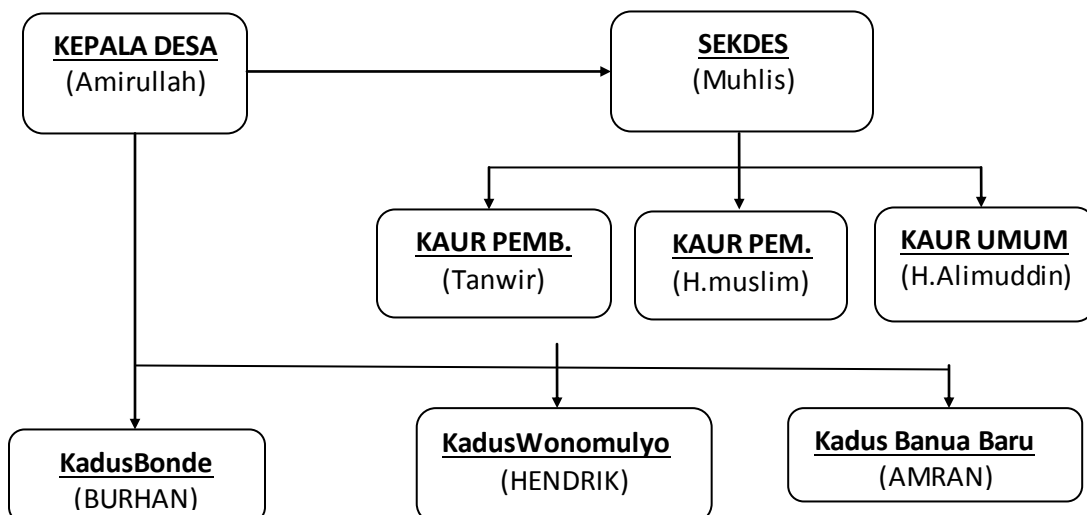 KEPALA DESA
(Amirullah)
SEKDES
(Muhlis)
KAUR PEMB.
(Tanwir)
KAUR PEM.
(H.muslim)
KAUR UMUM
(H.Alimuddin)
KadusBonde
(BURHAN)
KadusWonomulyo
(HENDRIK)
Kadus Banua Baru
(AMRAN)